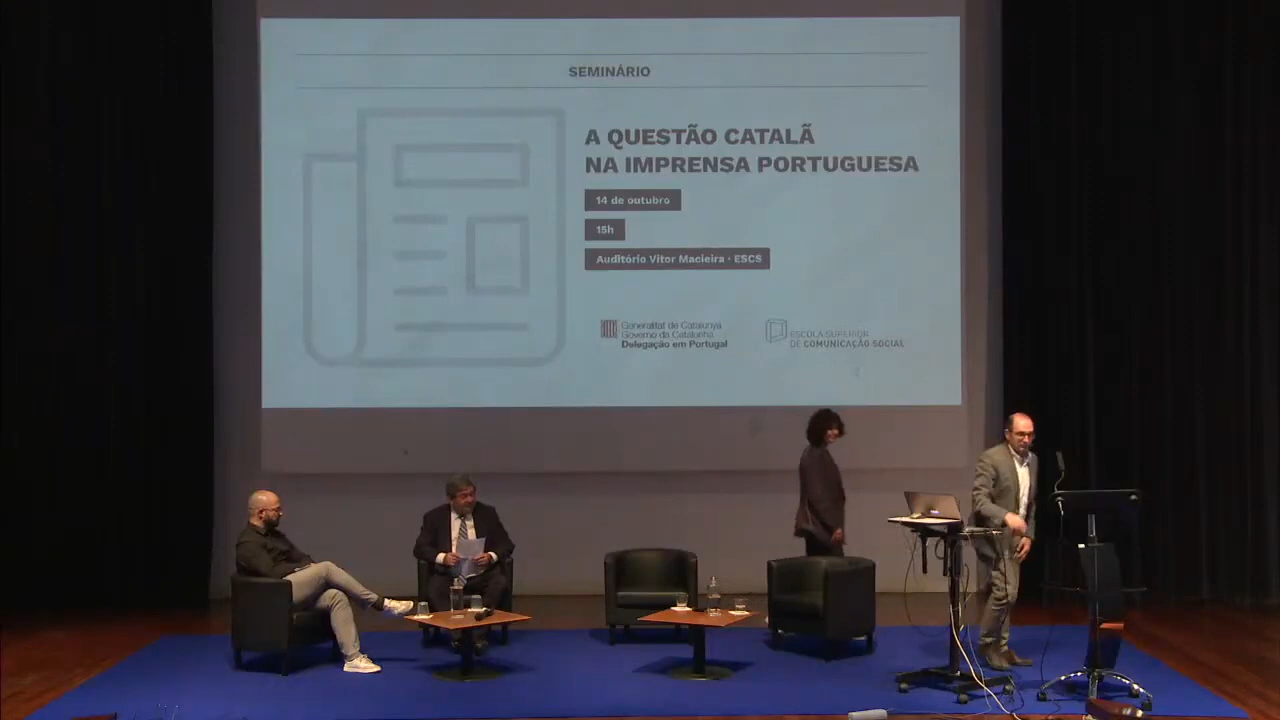 SEMINÁRIO
A QUESTÃO CATALÃ
NA IMPRENSA PORTUGUESA
14 de outubro
15h
Auditório Vitor Macieira · ESCS
Generalitat de Catalunya
Governo da Catalunha
Delegação em Portugal
ESCOLA SUPERIOR
DE COMUNICAÇÃO SOCIAL